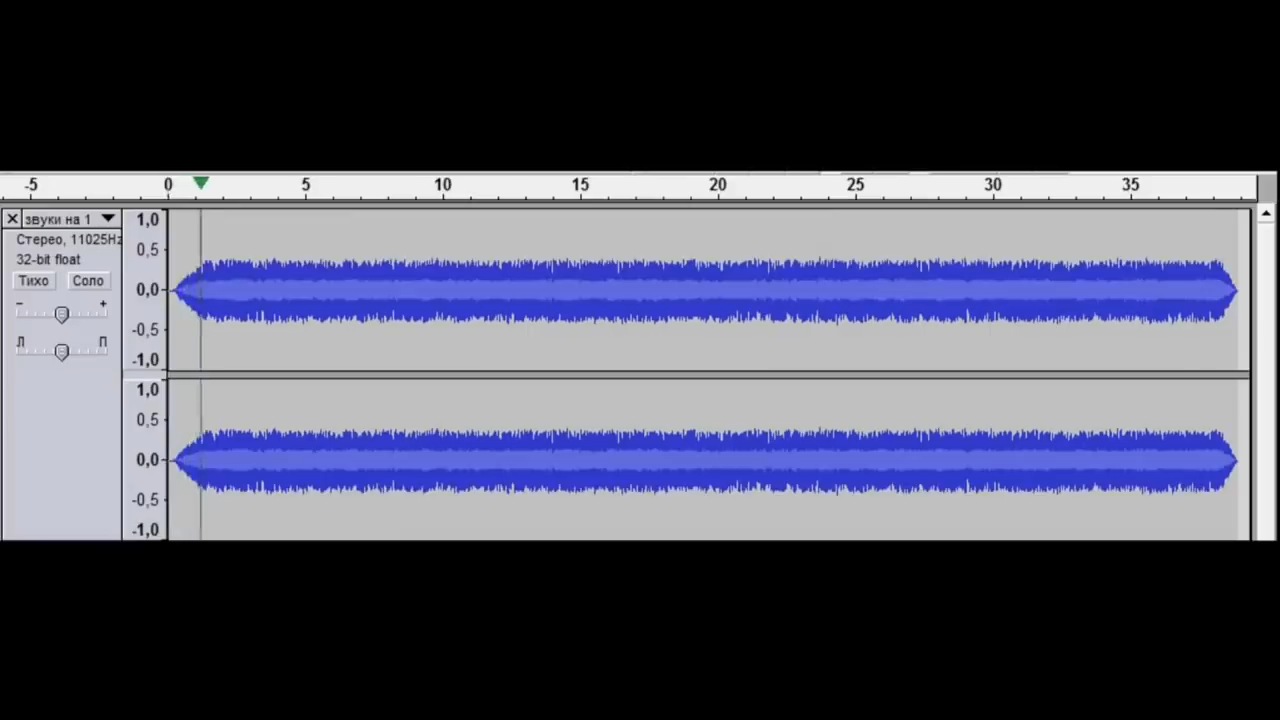 -5 0 5 10 15 20 25 30 35
звуки на 1
Стерео, 11025Hz
32-bit float
Тихо Соло
- +
Л П
1,0
0,5
0,0
-0,5
-1,0
1,0
0,5
0,0
-0,5
-1,0